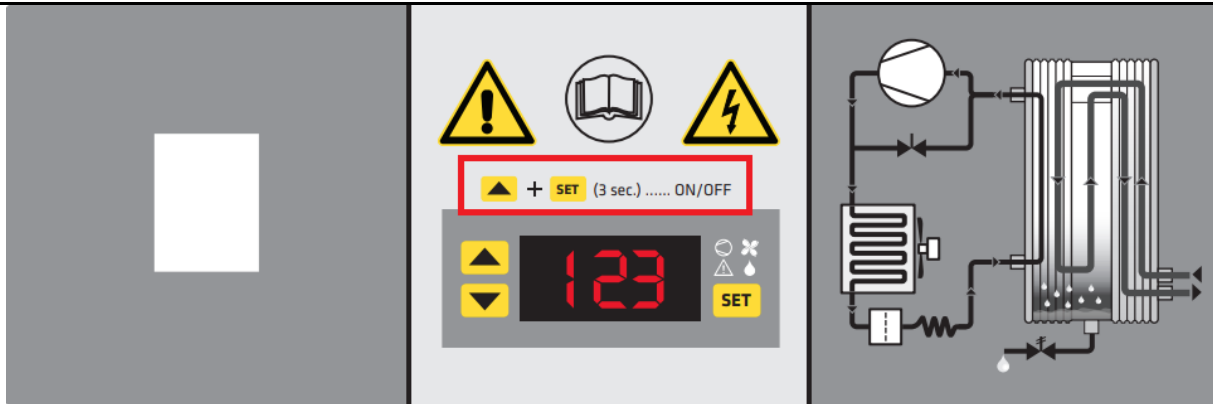 SET (3 sec.) ...... ON/OFF
123
SET